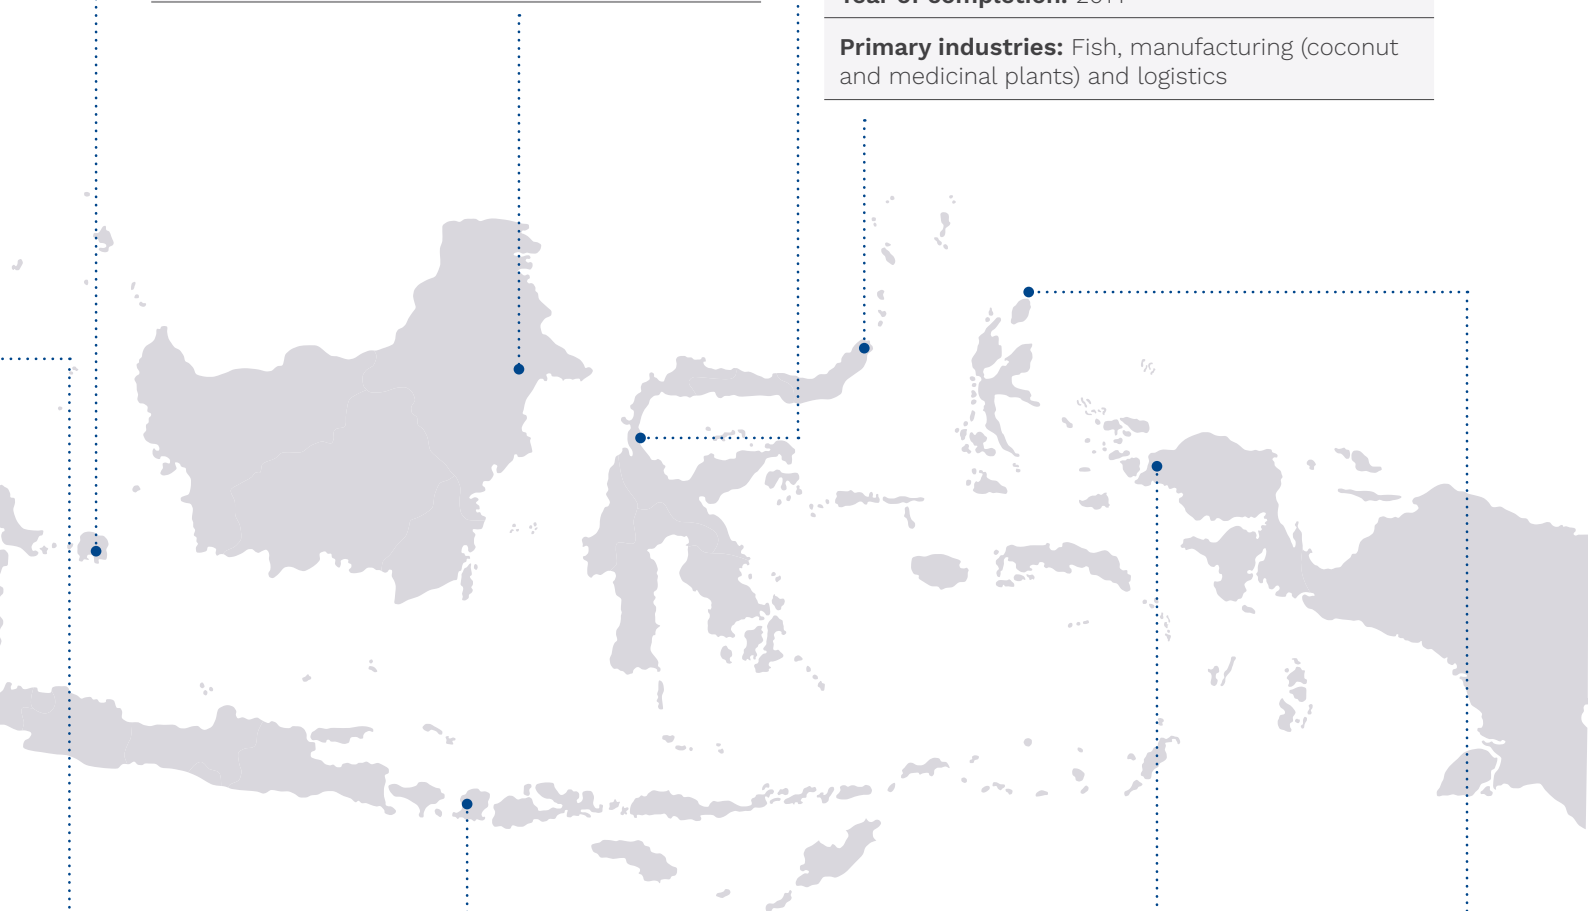 Primary industries: Fish, manufacturing (coconut
and medicinal plants) and logistics